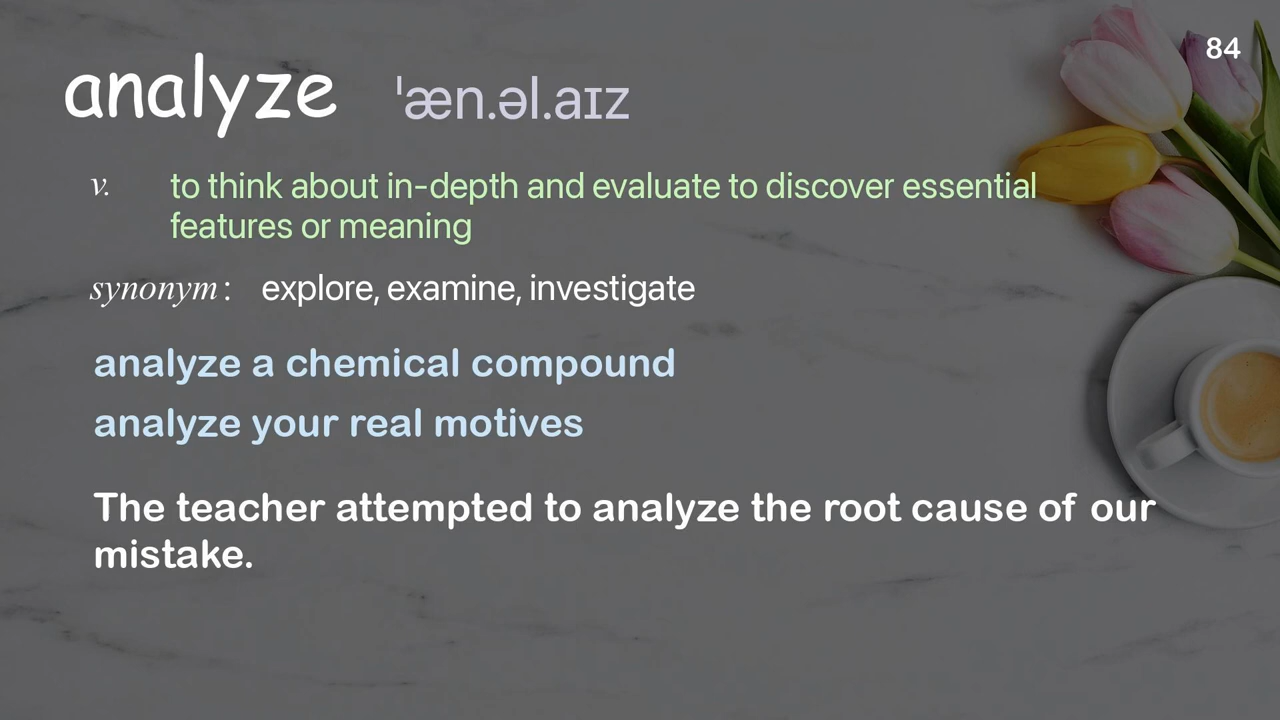 84
analyze ˈæn.əl.aɪz
v. to think about in-depth and evaluate to discover essential
features or meaning
synonym: explore, examine, investigate
analyze a chemical compound
analyze your real motives
The teacher attempted to analyze the root cause of our
mistake.